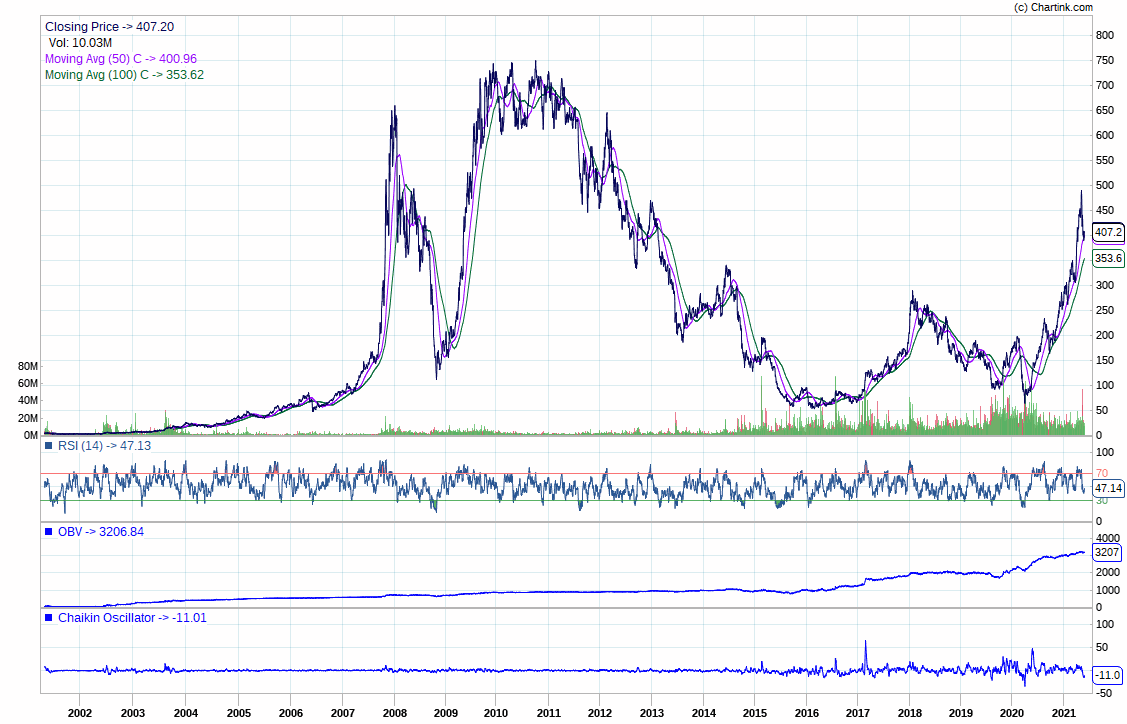 (c) Chartink.com
Closing Price -> 407.20
Vol: 10.03M
Moving Avg (50) C -> 400.96
Moving Avg (100) C -> 353.62
800
750
700
650
600
550
500
450
407.2
353.6
300
250
200
150
100
50
0
80M
60M
40M
20M
0M
RSI (14) -> 47.13
100
70
47.14
30
0
OBV -> 3206.84
4000
3207
2000
1000
0
Chaikin Oscillator -> -11.01
100
50
-11.0
-50
2002 2003 2004 2005 2006 2007 2008 2009 2010 2011 2012 2013 2014 2015 2016 2017 2018 2019 2020 2021